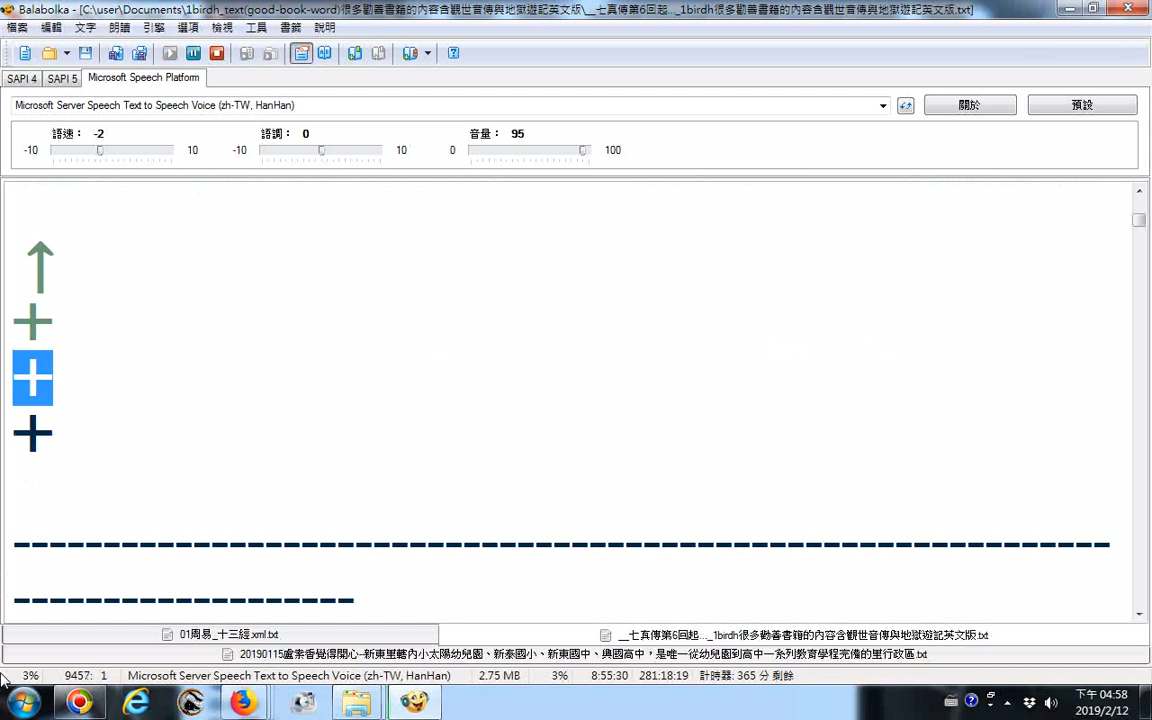 Balabolka - [C:\user\Documents\1birdh_text(good-book-word)很多勸善書籍的內容含觀世音傳與地獄遊記英文版\__七真傳第6回起..._1birdh很多勸善書籍的內容含觀世音傳與地獄遊記英文版.txt]
檔案 編輯 文字 朗讀 引擎 選項 檢視 工具 書籤 說明
SAPI 4 SAPI 5 Microsoft Speech Platform
Microsoft Server Speech Text to Speech Voice (zh-TW, HanHan) 關於 預設
語速： -2 語調： 0 音量： 95
-10 10 -10 10 0 100
↑
+
+
+
-------------------------------------------------------------
-------------------
01周易_十三經.xml.txt __七真傳第6回起..._1birdh很多勸善書籍的內容含觀世音傳與地獄遊記英文版.txt
20190115盧素香覺得開心--新東里轄內小太陽幼兒園、新泰國小、新東國中、興國高中，是唯一從幼兒園到高中一系列教育學程完備的里行政區.txt
3% 9457: 1 Microsoft Server Speech Text to Speech Voice (zh-TW, HanHan) 2.75 MB 3% 8:55:30 281:18:19 計時器: 365 分 剩餘
下午 04:58
2019/2/12